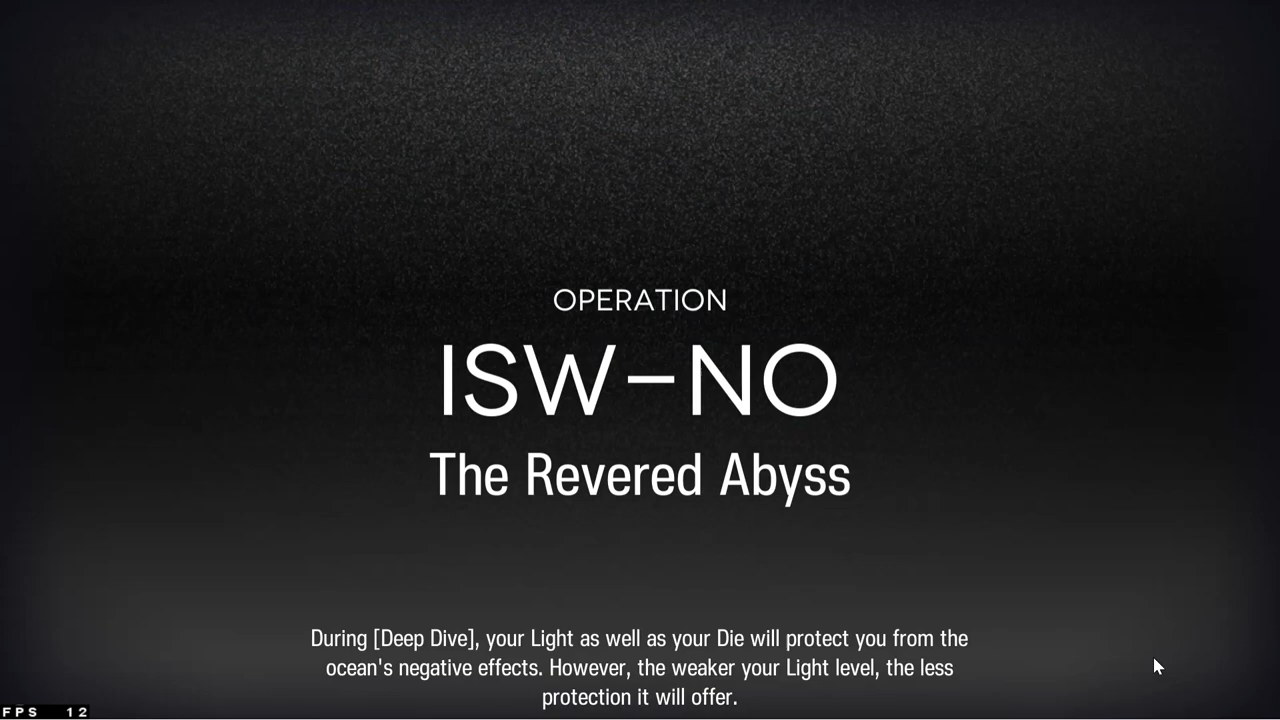 OPERATION
ISW-NO
The Revered Abyss
During [Deep Dive], your Light as well as your Die will protect you from the
ocean's negative effects. However, the weaker your Light level, the less
protection it will offer.
FPS 12